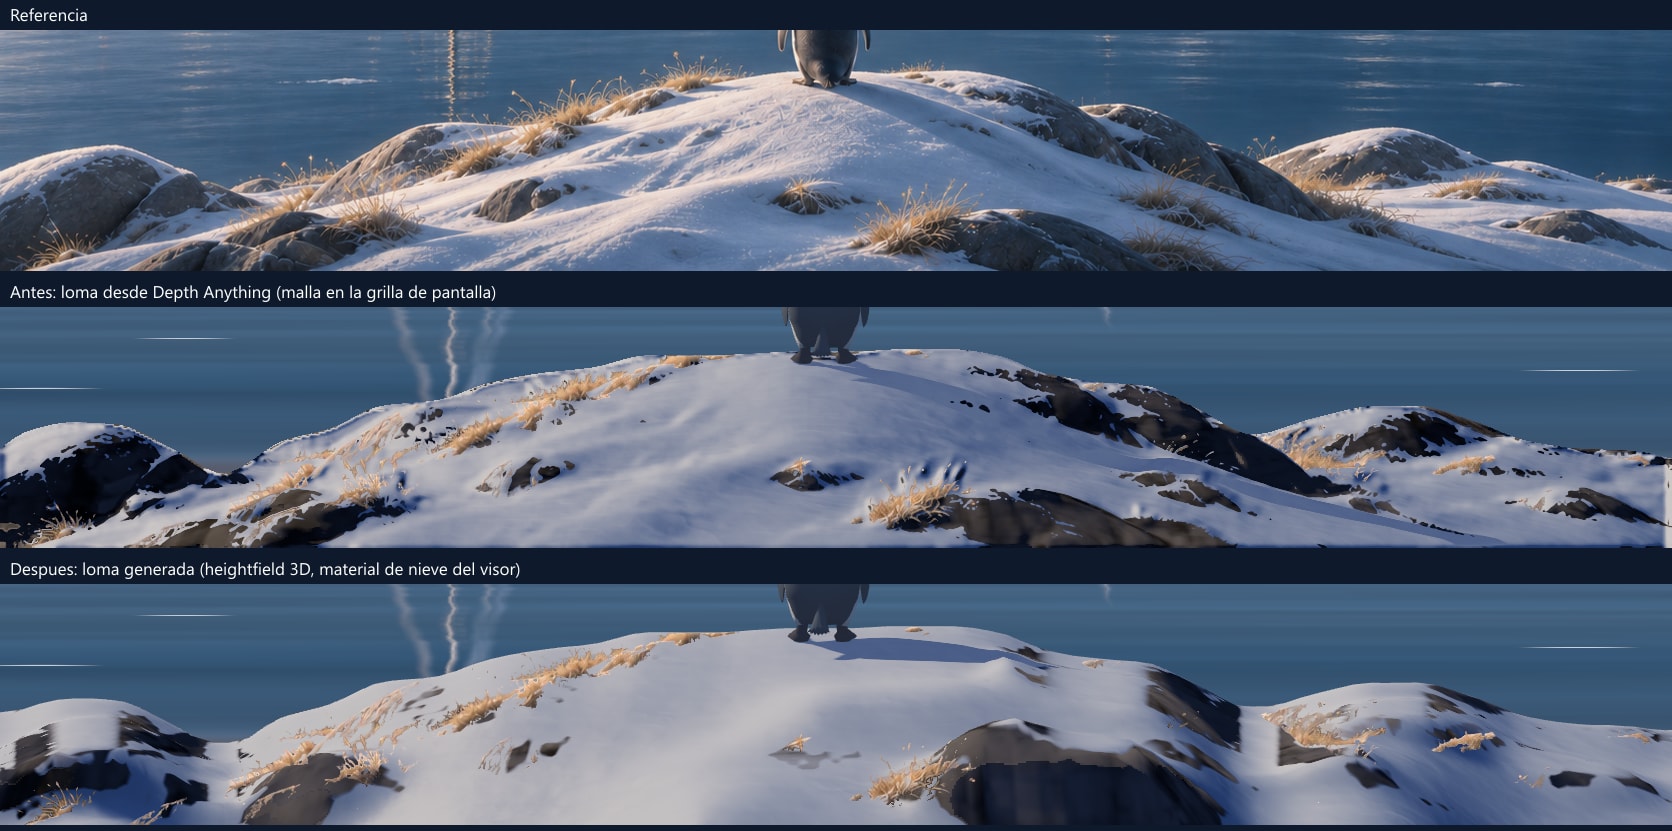 Referencia
Antes: loma desde Depth Anything (malla en la grilla de pantalla)
Despues: loma generada (heightfield 3D, material de nieve del visor)